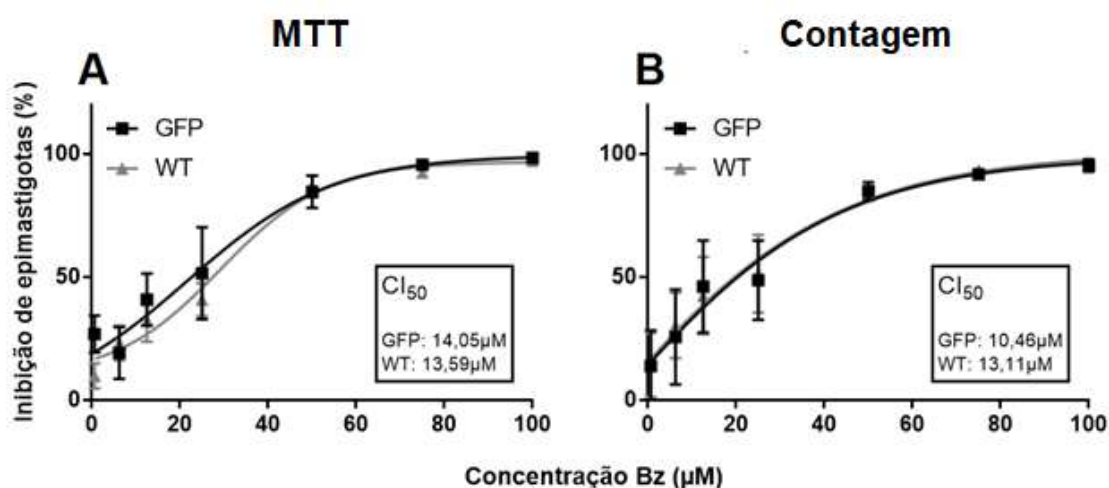 MTT
Contagem
A
B
Inibição de epimastigotas (%)
GFP
WT
100
50
0
CI50
GFP: 14,05µM
WT: 13,59µM
0 20 40 60 80 100
GFP
WT
100
50
0
CI50
GFP: 10,46µM
WT: 13,11µM
0 20 40 60 80 100
Concentração Bz (µM)